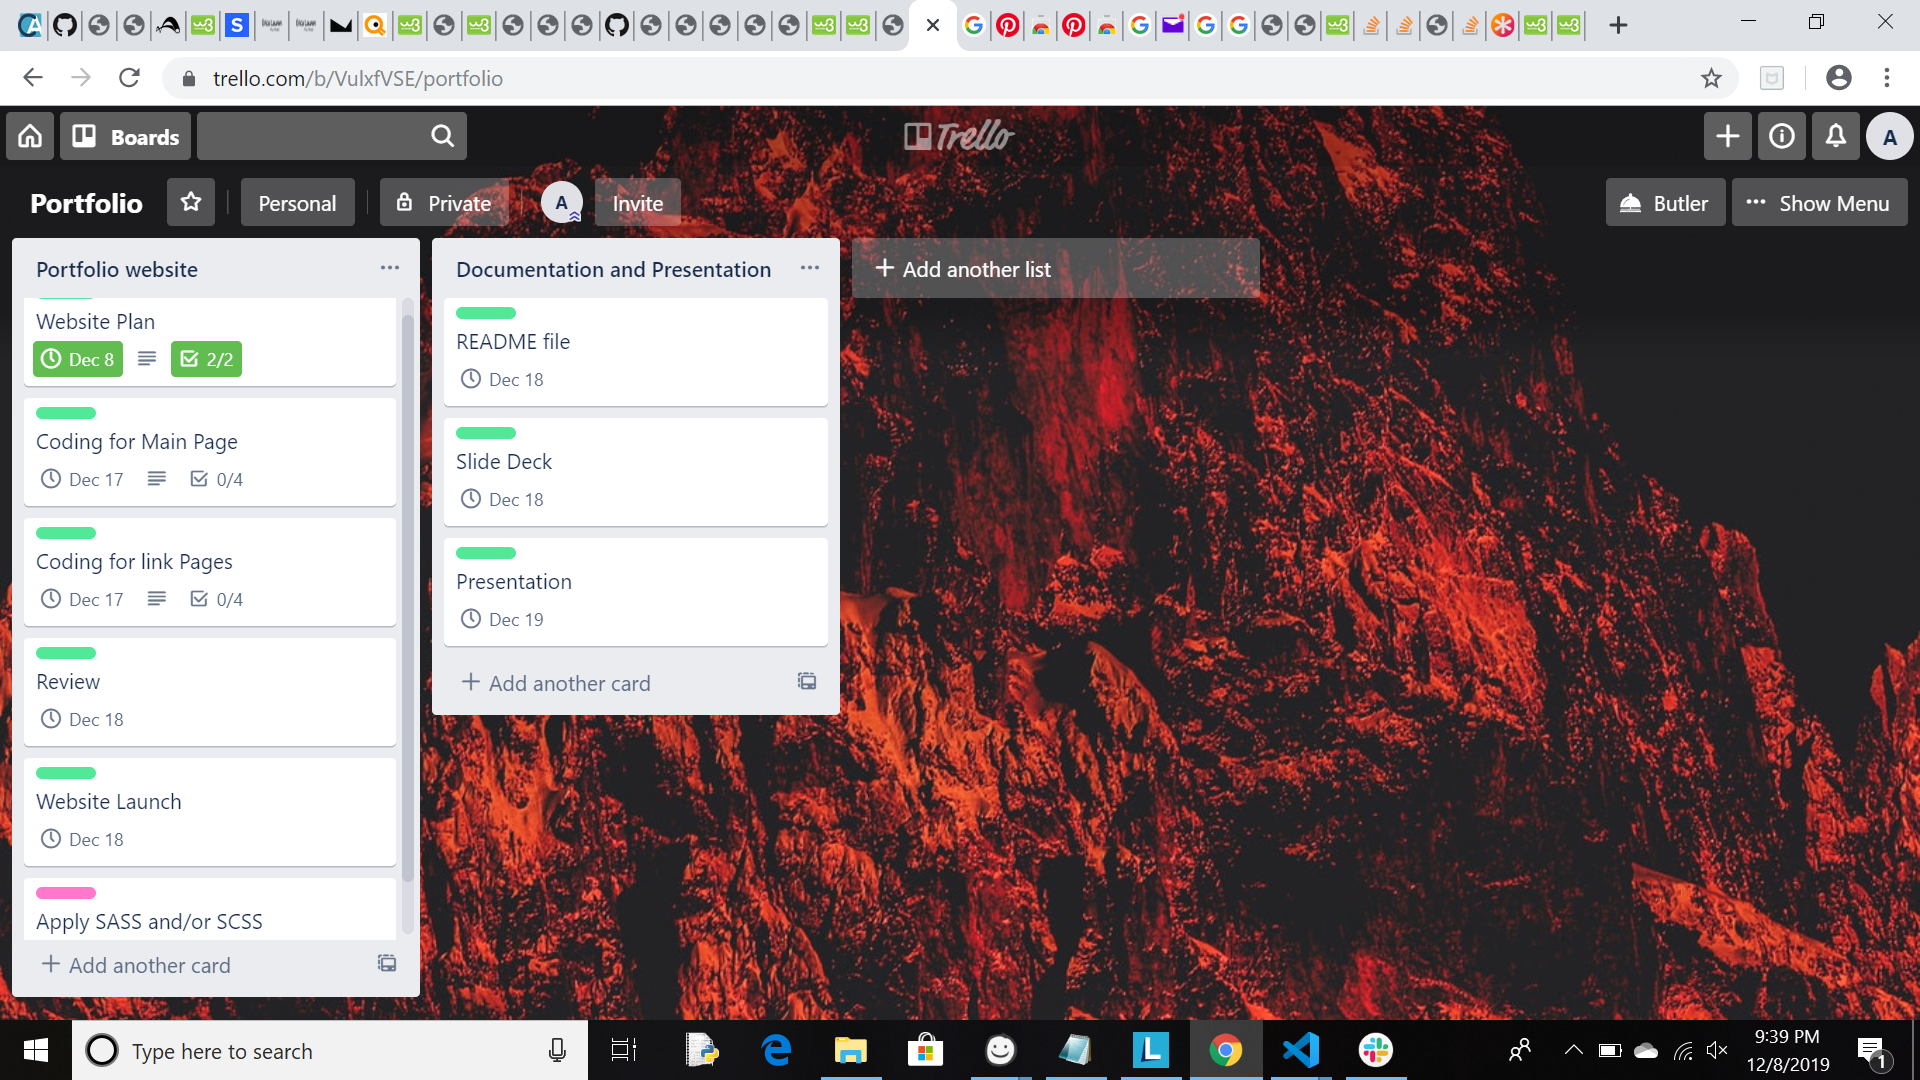 trello.com/b/VulxfVSE/portfolio
Boards
Trello
A
Portfolio
Personal
Private
A
Invite
Butler
Show Menu
Portfolio website
Website Plan
Dec 8 2/2
Coding for Main Page
Dec 17 0/4
Coding for link Pages
Dec 17 0/4
Review
Dec 18
Website Launch
Dec 18
Apply SASS and/or SCSS
+ Add another card
Documentation and Presentation
README file
Dec 18
Slide Deck
Dec 18
Presentation
Dec 19
+ Add another card
+ Add another list
Type here to search
9:39 PM
12/8/2019
1